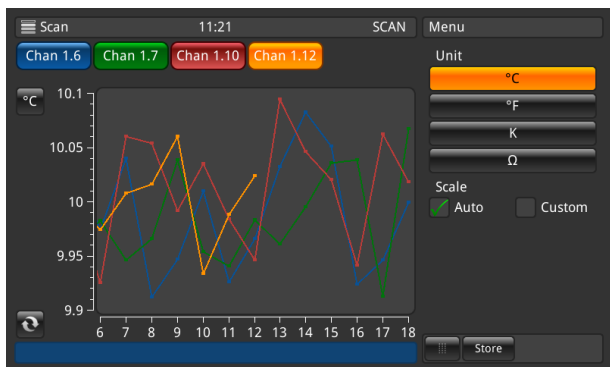 Scan 11:21 SCAN Menu
Chan 1.6 Chan 1.7 Chan 1.10 Chan 1.12
Unit
°C
°F
K
Ω
Scale
Auto Custom
°C
10.1
10.05
10
9.95
9.9
6 7 8 9 10 11 12 13 14 15 16 17 18
Store